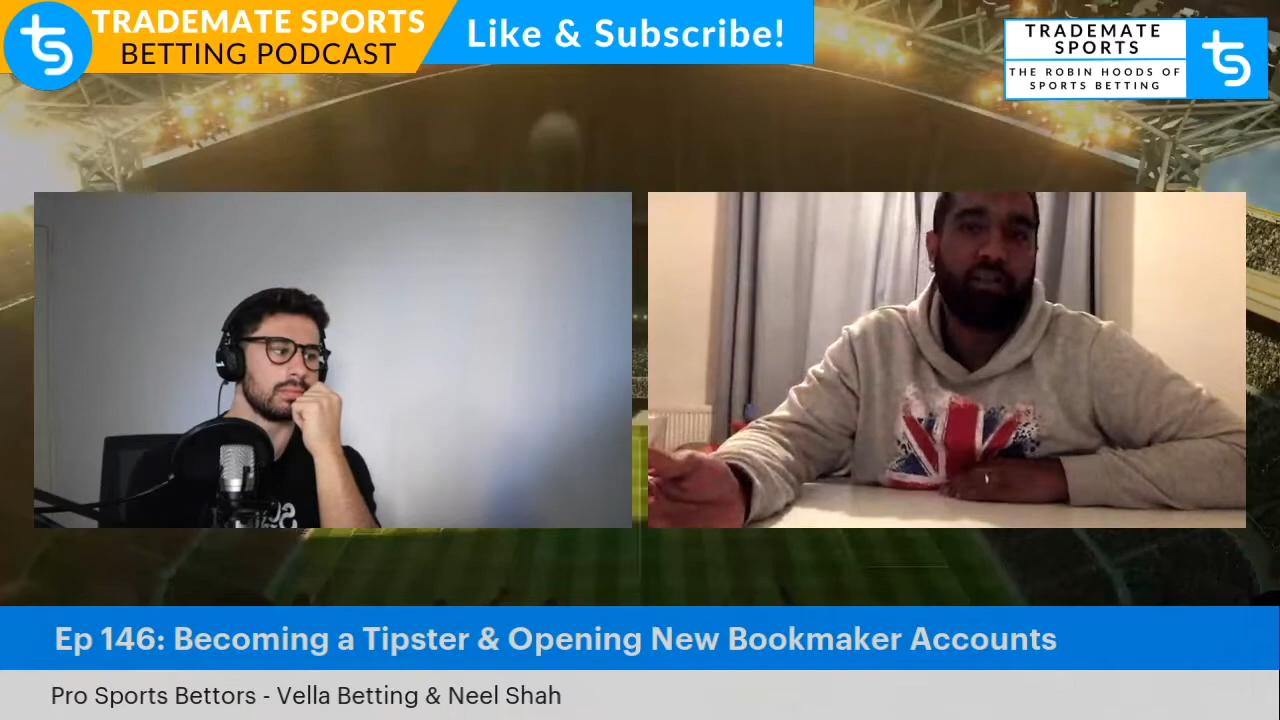 TRADEMATE SPORTS
BETTING PODCAST
Like & Subscribe!
TRADEMATE
SPORTS
THE ROBIN HOODS OF
SPORTS BETTING
Ep 146: Becoming a Tipster & Opening New Bookmaker Accounts
Pro Sports Bettors - Vella Betting & Neel Shah